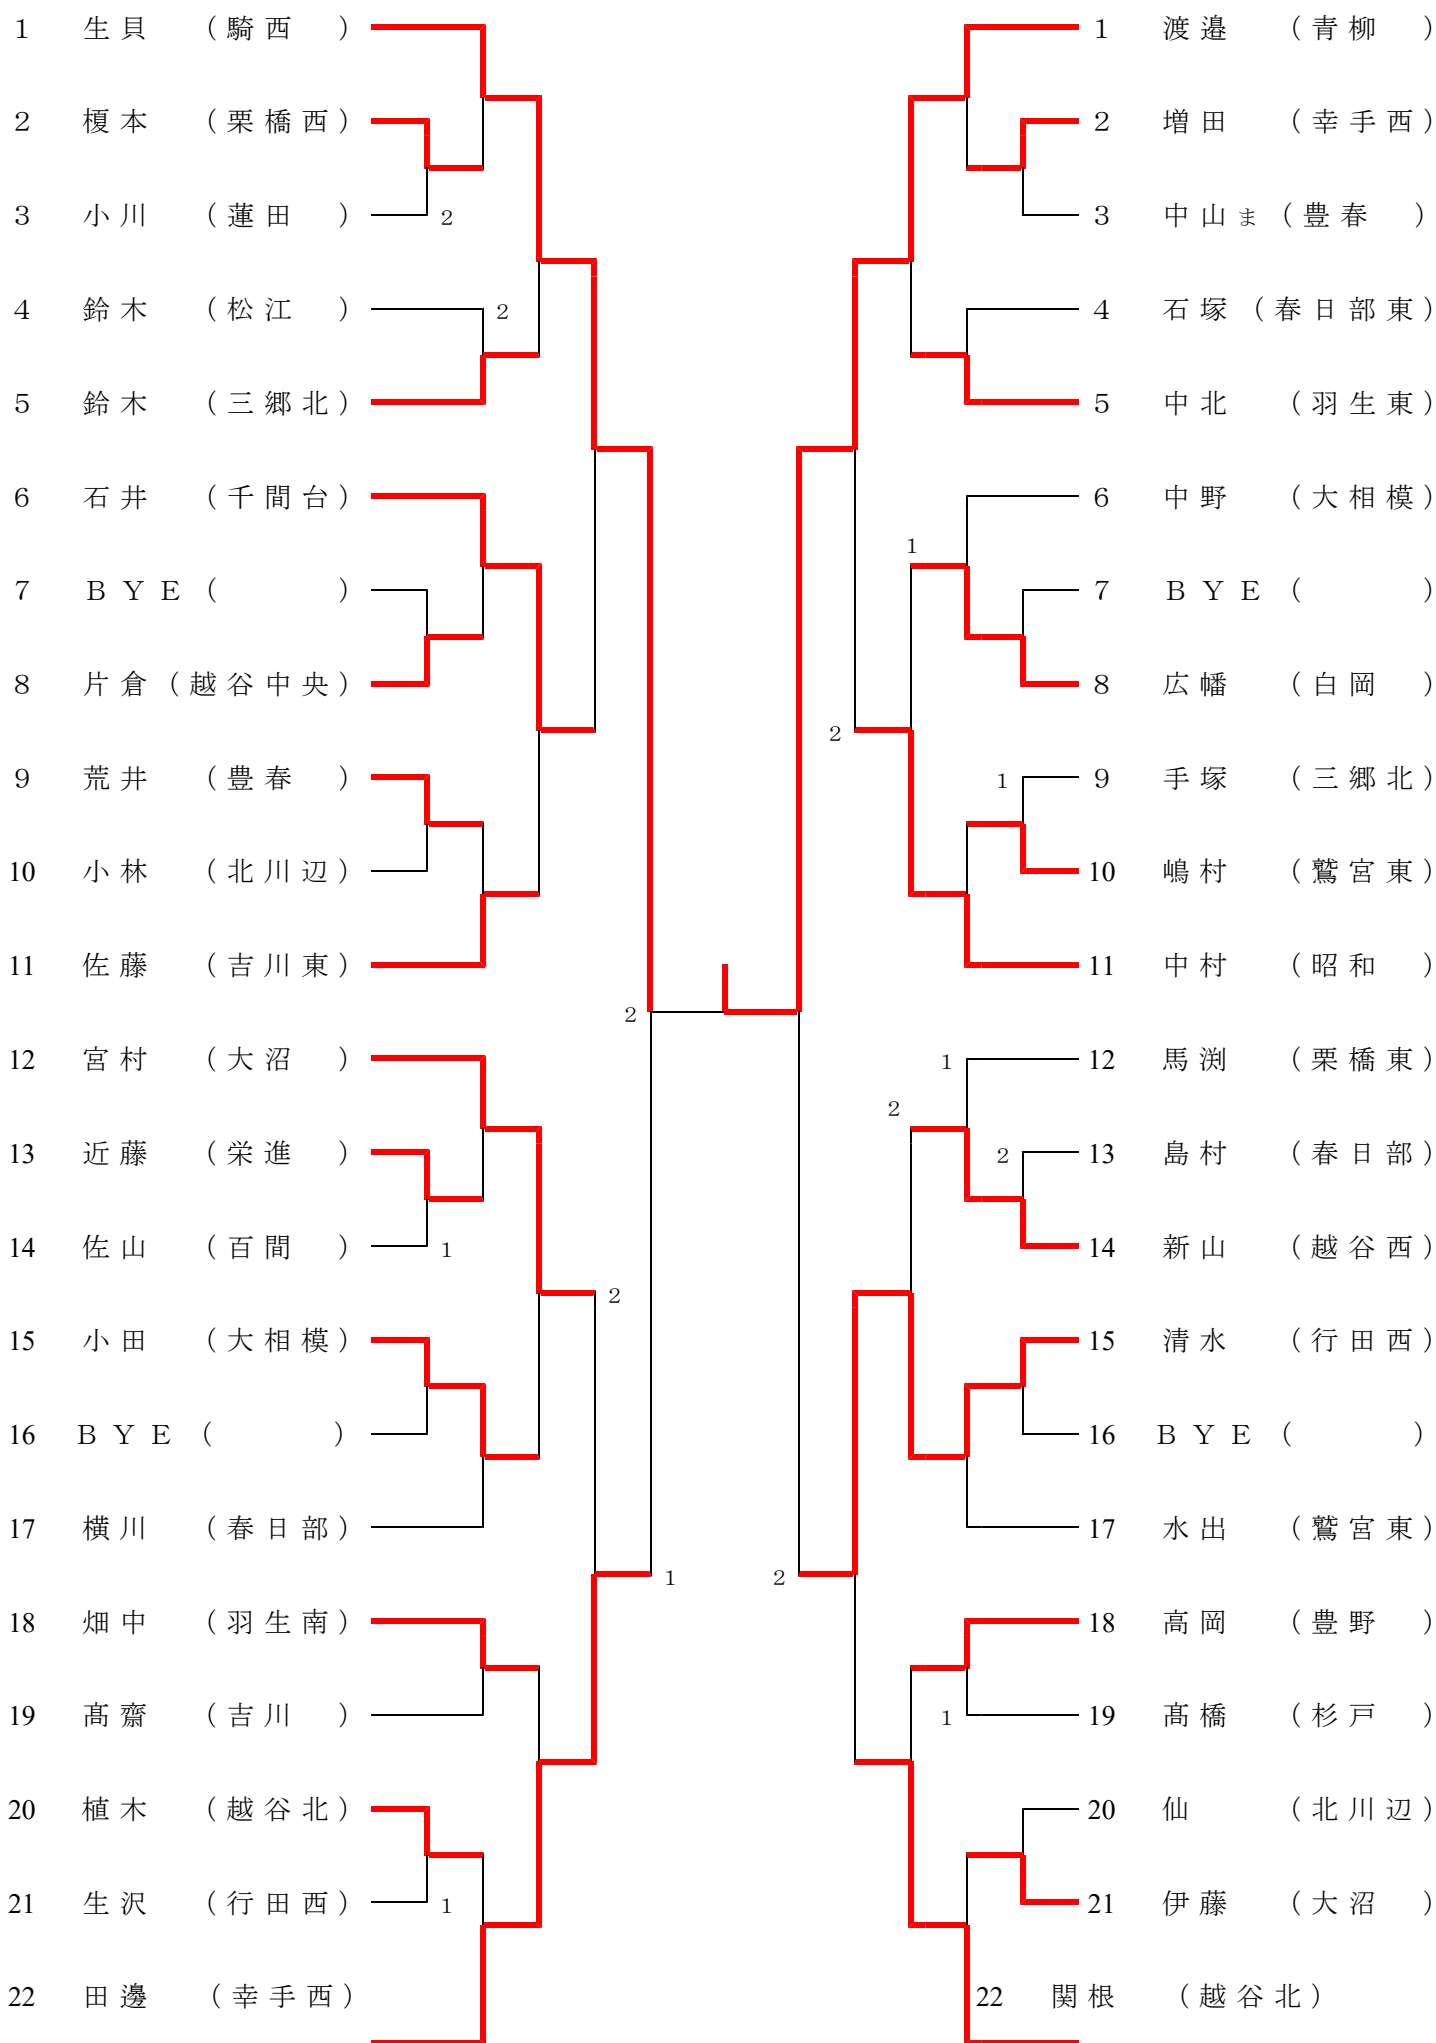 1 生貝 （騎西 ）
2 榎本 （栗橋西）
3 小川 （蓮田 ） 2
4 鈴木 （松江 ） 2
5 鈴木 （三郷北）
6 石井 （千間台）
7 ＢＹＥ（ ）
8 片倉（越谷中央）
9 荒井 （豊春 ）
10 小林 （北川辺）
11 佐藤 （吉川東）
2
12 宮村 （大沼 ）
13 近藤 （栄進 ）
14 佐山 （百間 ） 1
2
15 小田 （大相模）
16 ＢＹＥ（ ）
17 横川 （春日部）
1
18 畑中 （羽生南）
19 髙齋 （吉川 ）
20 植木 （越谷北）
21 生沢 （行田西） 1
22 田邊 （幸手西）
1 渡邉 （青柳 ）
2 増田 （幸手西）
3 中山ま（豊春 ）
4 石塚（春日部東）
5 中北 （羽生東）
6 中野 （大相模）
1
7 ＢＹＥ（ ）
8 広幡 （白岡 ）
2
1 9 手塚 （三郷北）
10 嶋村 （鷲宮東）
11 中村 （昭和 ）
1 12 馬渕 （栗橋東）
2
2 13 島村 （春日部）
14 新山 （越谷西）
15 清水 （行田西）
16 ＢＹＥ（ ）
17 水出 （鷲宮東）
2
18 高岡 （豊野 ）
1 19 髙橋 （杉戸 ）
20 仙 （北川辺）
21 伊藤 （大沼 ）
22 関根 （越谷北）